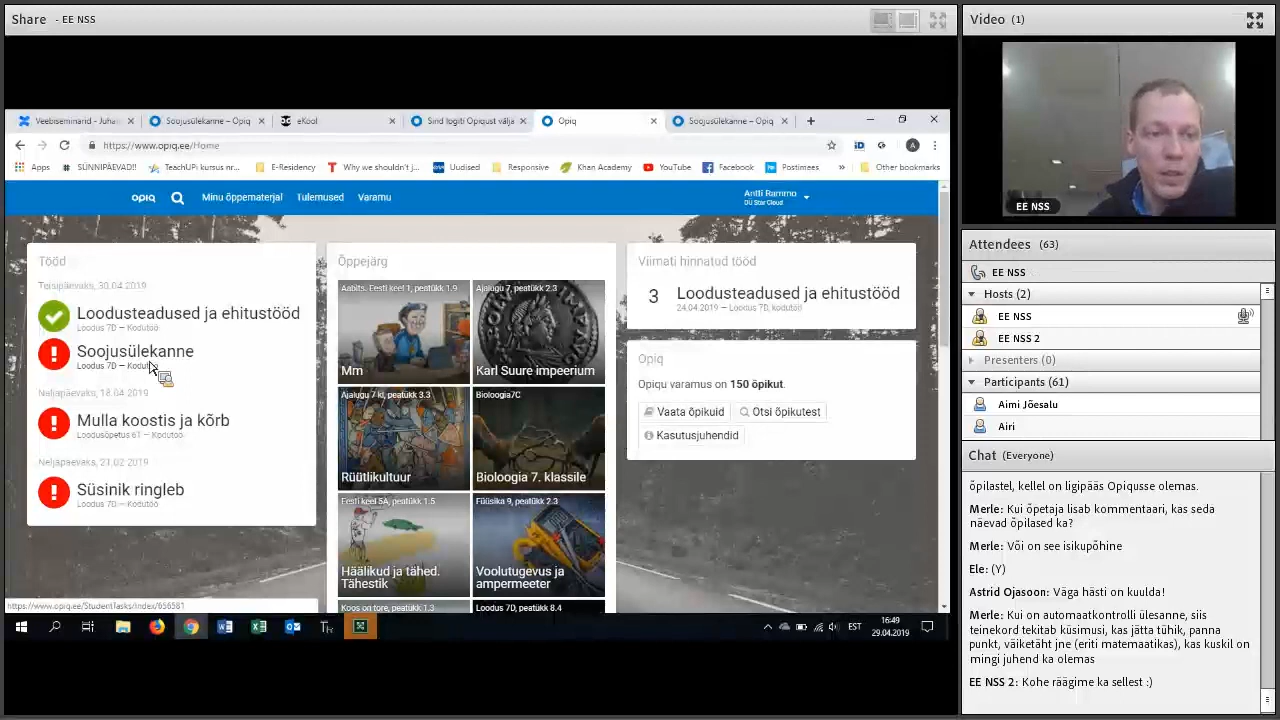 Share - EE NSS
Video (1)
EE NSS
Veebiseminarid - Juha
Soojusülekanne – Opiq
eKool
Sind logiti Opiqust välja
Opiq
Soojusülekanne – Opiq
https://www.opiq.ee/Home
Apps
SÜNNIPÄEVAD!!
TeachUP! kursus nr...
E-Residency
Why we shouldn't j...
Uudised
Responsive
Khan Academy
YouTube
Facebook
Postimees
Other bookmarks
opiq
Minu õppematerjal
Tulemused
Varamu
Antti Rammo
DU Star Cloud
Tööd
Teisipäevaks, 30.04.2019
Loodusteadused ja ehitustööd
Loodus 7D — Kodutöö
Soojusülekanne
Loodus 7D — Kodutöö
Neljapäevaks, 18.04.2019
Mulla koostis ja kõrb
Loodusõpetus 61 — Kodutöö
Neljapäevaks, 21.02.2019
Süsinik ringleb
Loodus 7D — Kodutöö
https://www.opiq.ee/StudentTasks/Index/656581
Õppejärg
Aabits. Eesti keel 1, peatükk 1.9
Mm
Ajalugu 7, peatükk 2.3
Karl Suure impeerium
Ajalugu 7 kl, peatükk 3.3
Rüütlikultuur
Bioloogia7C
Bioloogia 7. klassile
Eesti keel 5A, peatükk 1.5
Häälikud ja tähed.
Tähestik
Füüsika 9, peatükk 2.3
Voolutugevus ja
ampermeeter
Koos on tore, peatükk 1.3
Loodus 7D, peatükk 8.4
Viimati hinnatud tööd
3
Loodusteadused ja ehitustööd
24.04.2019 — Loodus 7D, kodutöö
Opiq
Opiqu varamus on 150 õpikut.
Vaata õpikuid
Otsi õpikutest
Kasutusjuhendid
EST
16:49
29.04.2019
Attendees (63)
EE NSS
Hosts (2)
EE NSS
EE NSS 2
Presenters (0)
Participants (61)
Aimi Jõesalu
Airi
Chat (Everyone)
õpilastel, kellel on ligipääs Opiqusse olemas.
Merle: Kui õpetaja lisab kommentaari, kas seda
näevad õpilased ka?
Merle: Või on see isikupõhine
Ele: (Y)
Astrid Ojasoon: Väga hästi on kuulda!
Merle: Kui on automaatkontrolli ülesanne, siis
teinekord tekitab küsimusi, kas jätta tühik, panna
punkt, väiketäht jne (eriti matemaatikas), kas kuskil on
mingi juhend ka olemas
EE NSS 2: Kohe räägime ka sellest :)